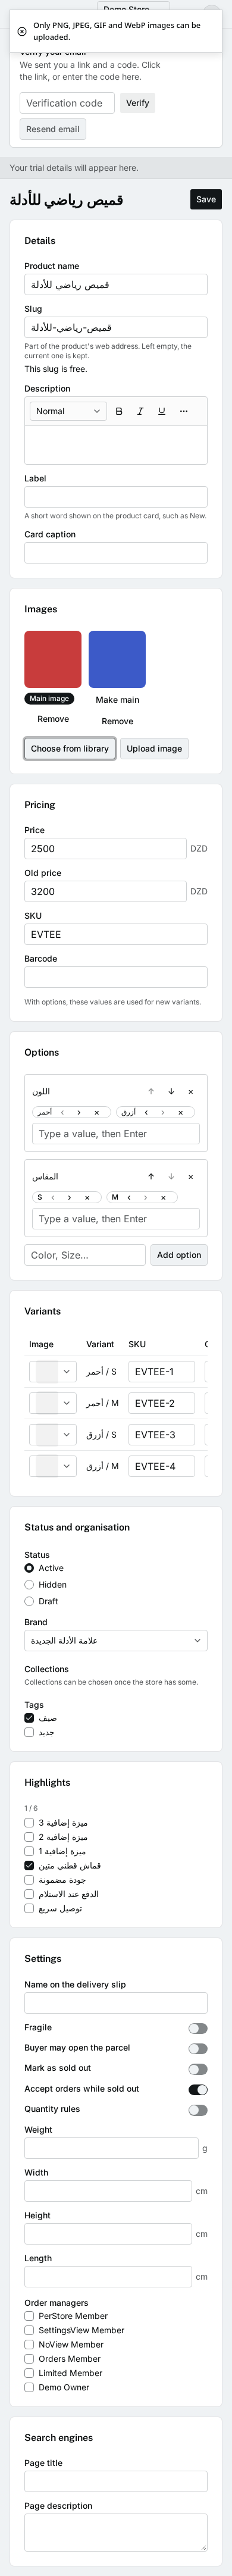 Demo Store
Only PNG, JPEG, GIF and WebP images can be
uploaded.
Verify your email
We sent you a link and a code. Click
the link, or enter the code here.
Verification code
Verify
Resend email
Your trial details will appear here.
قميص رياضي للأدلة
Save
Details
Product name
قميص رياضي للأدلة
Slug
قميص-رياضي-للأدلة
Part of the product's web address. Left empty, the
current one is kept.
This slug is free.
Description
Normal
B I U ...
Label
A short word shown on the product card, such as New.
Card caption
Images
Main image
Make main
Remove
Remove
Choose from library
Upload image
Pricing
Price
2500 DZD
Old price
3200 DZD
SKU
EVTEE
Barcode
With options, these values are used for new variants.
Options
اللون
أحمر
أزرق
Type a value, then Enter
المقاس
S
M
Type a value, then Enter
Color, Size...
Add option
Variants
Image Variant SKU
أحمر / S EVTEE-1
أحمر / M EVTEE-2
أزرق / S EVTEE-3
أزرق / M EVTEE-4
Status and organisation
Status
Active
Hidden
Draft
Brand
علامة الأدلة الجديدة
Collections
Collections can be chosen once the store has some.
Tags
صيف
جديد
Highlights
1 / 6
ميزة إضافية 3
ميزة إضافية 2
ميزة إضافية 1
قماش قطني متين
جودة مضمونة
الدفع عند الاستلام
توصيل سريع
Settings
Name on the delivery slip
Fragile
Buyer may open the parcel
Mark as sold out
Accept orders while sold out
Quantity rules
Weight
g
Width
cm
Height
cm
Length
cm
Order managers
PerStore Member
SettingsView Member
NoView Member
Orders Member
Limited Member
Demo Owner
Search engines
Page title
Page description